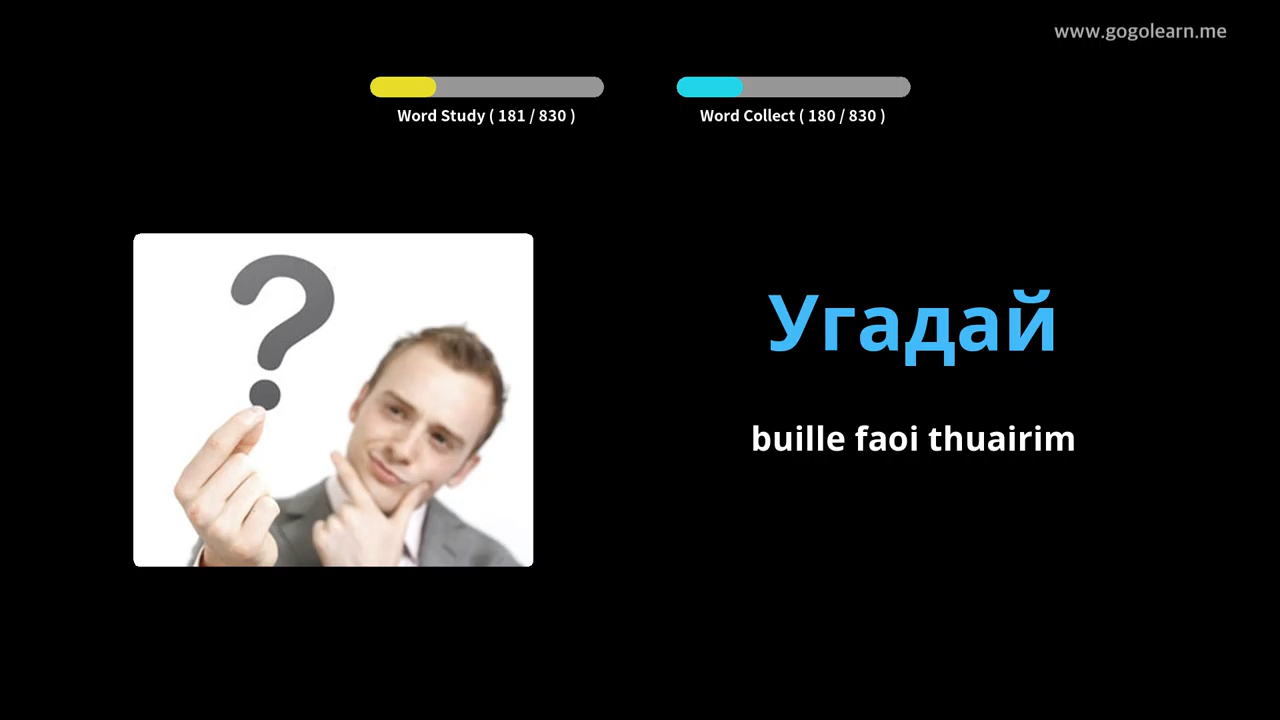 www.gogolearn.me
Word Study ( 181 / 830 )
Word Collect ( 180 / 830 )
Угадай
buille faoi thuairim